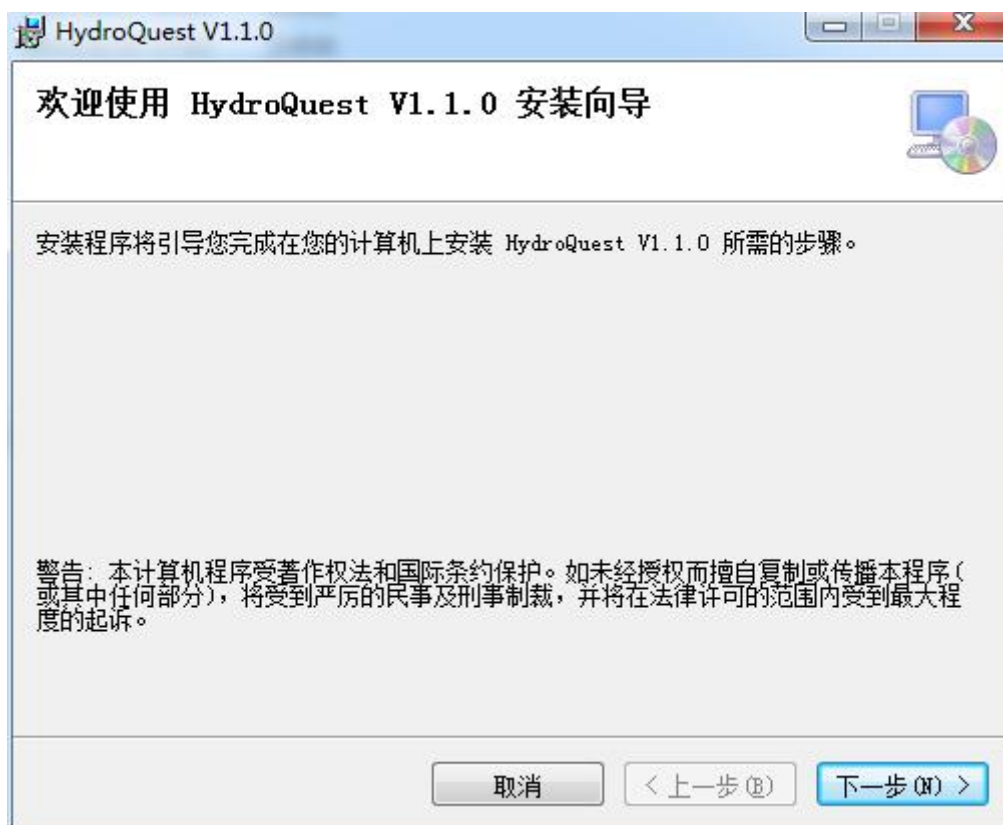 HydroQuest V1.1.0
欢迎使用 HydroQuest V1.1.0 安装向导
安装程序将引导您完成在您的计算机上安装 HydroQuest V1.1.0 所需的步骤。
警告: 本计算机程序受著作权法和国际条约保护。如未经授权而擅自复制或传播本程序(
或其中任何部分)，将受到严厉的民事及刑事制裁，并将在法律许可的范围内受到最大程
度的起诉。
取消
< 上一步(B)
下一步(N) >